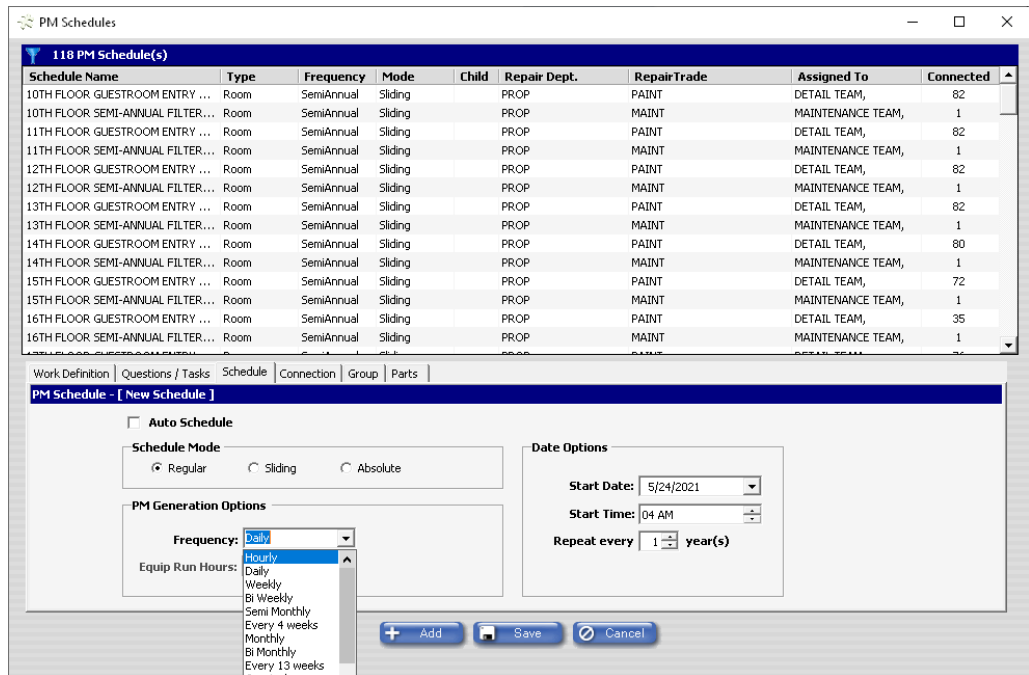 PM Schedules
118 PM Schedule(s)
Schedule Name Type Frequency Mode Child Repair Dept. RepairTrade Assigned To Connected
10TH FLOOR GUESTROOM ENTRY ... Room SemiAnnual Sliding PROP PAINT DETAIL TEAM, 82
10TH FLOOR SEMI-ANNUAL FILTER... Room SemiAnnual Sliding PROP MAINT MAINTENANCE TEAM, 1
11TH FLOOR GUESTROOM ENTRY ... Room SemiAnnual Sliding PROP PAINT DETAIL TEAM, 82
11TH FLOOR SEMI-ANNUAL FILTER... Room SemiAnnual Sliding PROP MAINT MAINTENANCE TEAM, 1
12TH FLOOR GUESTROOM ENTRY ... Room SemiAnnual Sliding PROP PAINT DETAIL TEAM, 82
12TH FLOOR SEMI-ANNUAL FILTER... Room SemiAnnual Sliding PROP MAINT MAINTENANCE TEAM, 1
13TH FLOOR GUESTROOM ENTRY ... Room SemiAnnual Sliding PROP PAINT DETAIL TEAM, 82
13TH FLOOR SEMI-ANNUAL FILTER... Room SemiAnnual Sliding PROP MAINT MAINTENANCE TEAM, 1
14TH FLOOR GUESTROOM ENTRY ... Room SemiAnnual Sliding PROP PAINT DETAIL TEAM, 80
14TH FLOOR SEMI-ANNUAL FILTER... Room SemiAnnual Sliding PROP MAINT MAINTENANCE TEAM, 1
15TH FLOOR GUESTROOM ENTRY ... Room SemiAnnual Sliding PROP PAINT DETAIL TEAM, 72
15TH FLOOR SEMI-ANNUAL FILTER... Room SemiAnnual Sliding PROP MAINT MAINTENANCE TEAM, 1
16TH FLOOR GUESTROOM ENTRY ... Room SemiAnnual Sliding PROP PAINT DETAIL TEAM, 35
16TH FLOOR SEMI-ANNUAL FILTER... Room SemiAnnual Sliding PROP MAINT MAINTENANCE TEAM, 1
Work Definition Questions / Tasks Schedule Connection Group Parts
PM Schedule - [ New Schedule ]
Auto Schedule
Schedule Mode
Regular Sliding Absolute
Date Options
Start Date: 5/24/2021
Start Time: 04 AM
Repeat every 1 year(s)
PM Generation Options
Frequency: Daily
Equip Run Hours:
Hourly
Daily
Weekly
Bi Weekly
Semi Monthly
Every 4 weeks
Monthly
Bi Monthly
Every 13 weeks
Add Save Cancel